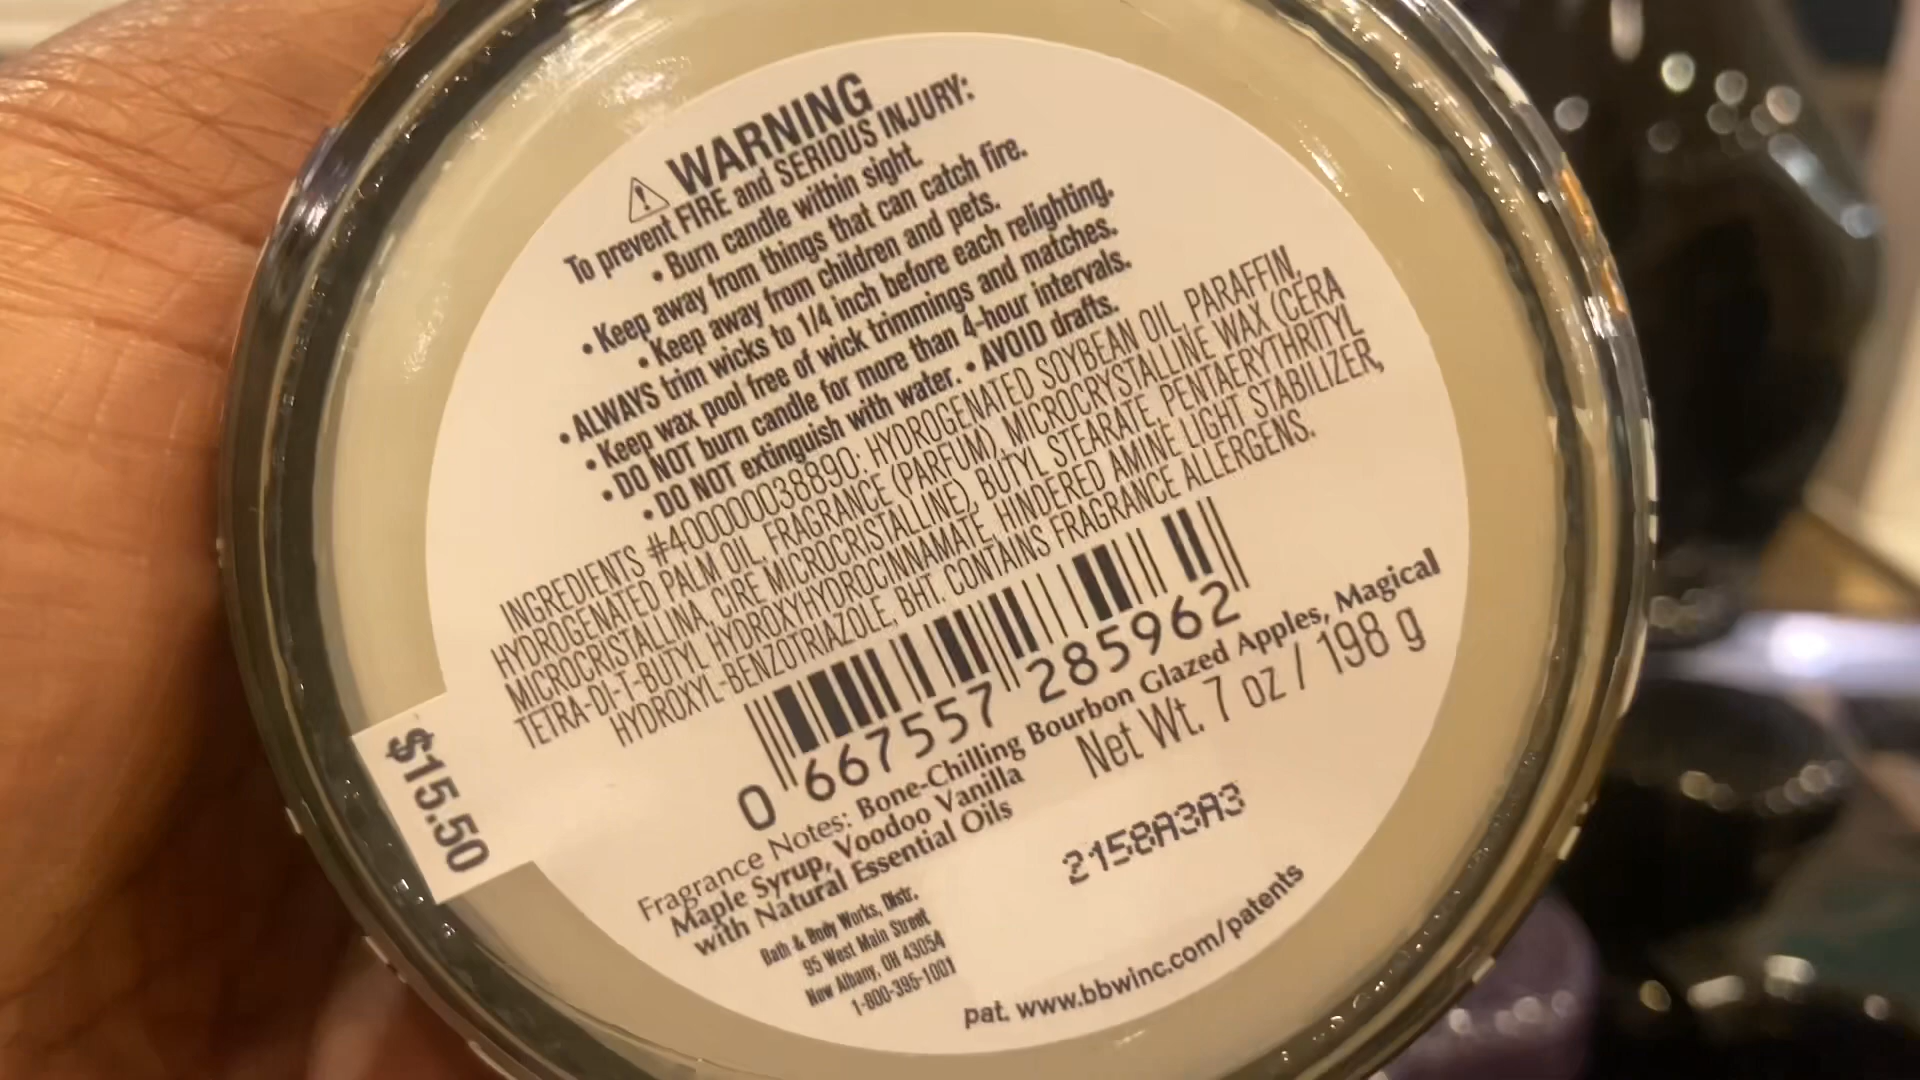 WARNING
To prevent FIRE and SERIOUS INJURY:
• Burn candle within sight.
• Keep away from things that can catch fire.
• Keep away from children and pets.
• ALWAYS trim wicks to 1/4 inch before each relighting.
• Keep wax pool free of wick trimmings and matches.
• DO NOT burn candle for more than 4-hour intervals.
• DO NOT extinguish with water. • AVOID drafts.
INGREDIENTS #400000038890: HYDROGENATED SOYBEAN OIL, PARAFFIN,
HYDROGENATED PALM OIL, FRAGRANCE (PARFUM), MICROCRYSTALLINE WAX (CERA
MICROCRISTALLINA, CIRE MICROCRISTALLINE), BUTYL STEARATE, PENTAERYTHRITYL
TETRA-DI-T-BUTYL HYDROXYHYDROCINNAMATE, HINDERED AMINE LIGHT STABILIZER,
HYDROXYL-BENZOTRIAZOLE, BHT. CONTAINS FRAGRANCE ALLERGENS.
0 667557 285962
$15.50
Fragrance Notes: Bone-Chilling Bourbon Glazed Apples, Magical
Maple Syrup, Voodoo Vanilla
with Natural Essential Oils
Net Wt. 7 oz / 198 g
Bath & Body Works, Distr.
95 West Main Street
New Albany, OH 43054
1-800-395-1001
2158A3A3
pat. www.bbwinc.com/patents